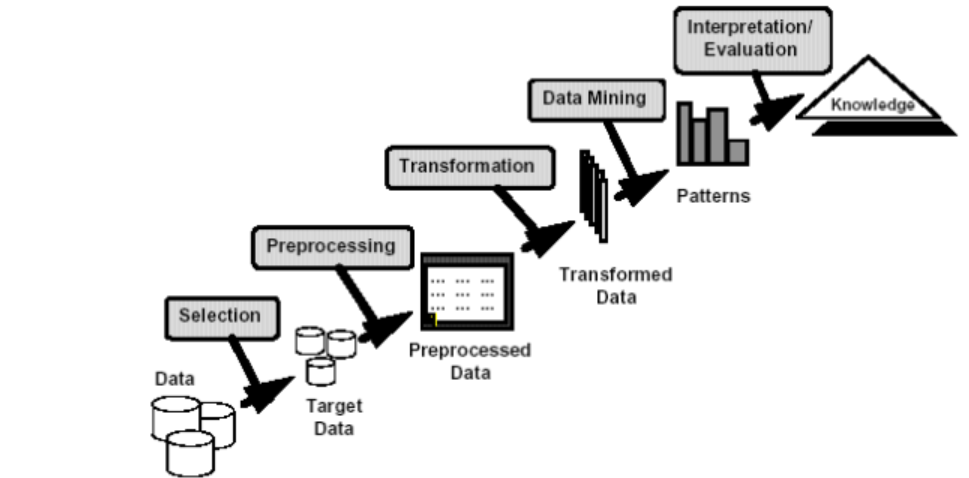 Interpretation/
Evaluation
Knowledge
Data Mining
Patterns
Transformation
Transformed
Data
Preprocessing
Preprocessed
Data
Selection
Target
Data
Data